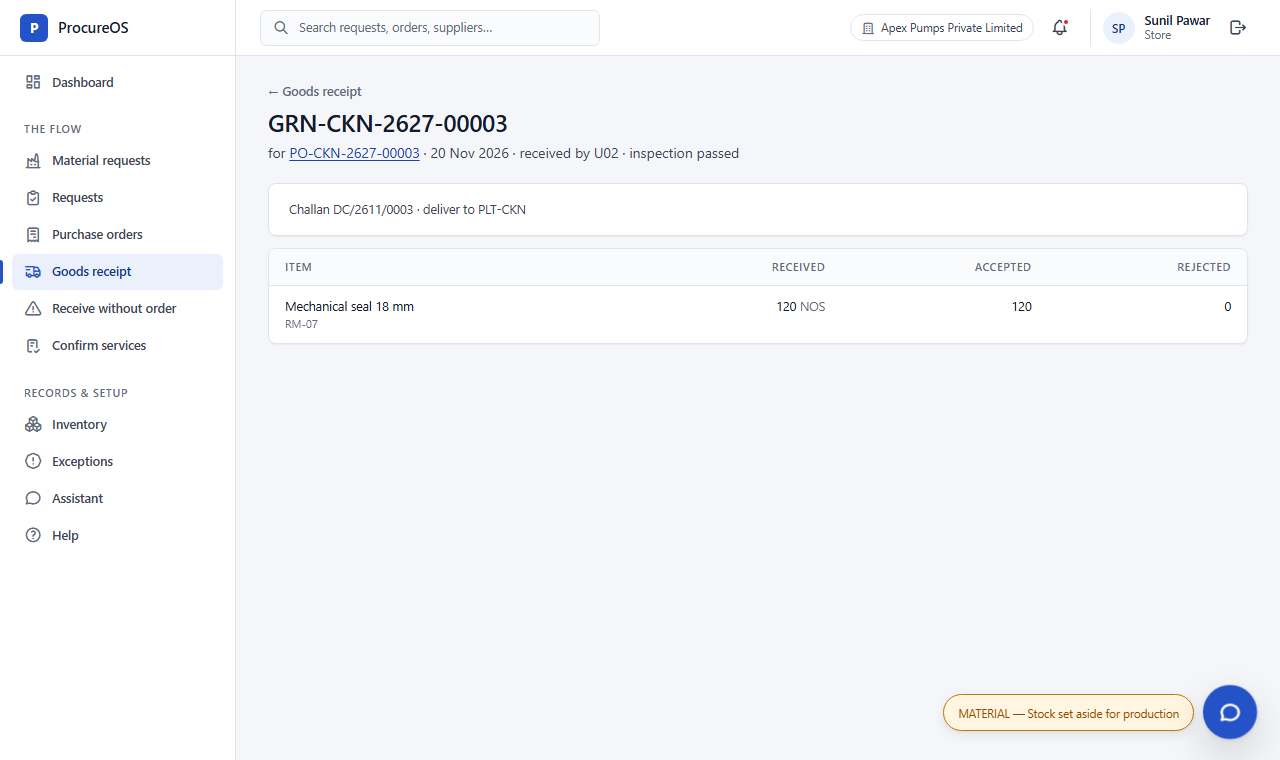 P ProcureOS
Search requests, orders, suppliers...
Apex Pumps Private Limited
SP
Sunil Pawar
Store
Dashboard
THE FLOW
Material requests
Requests
Purchase orders
Goods receipt
Receive without order
Confirm services
RECORDS & SETUP
Inventory
Exceptions
Assistant
Help
← Goods receipt
GRN-CKN-2627-00003
for PO-CKN-2627-00003 · 20 Nov 2026 · received by U02 · inspection passed
Challan DC/2611/0003 · deliver to PLT-CKN
ITEM RECEIVED ACCEPTED REJECTED
Mechanical seal 18 mm 120 NOS 120 0
RM-07
MATERIAL — Stock set aside for production